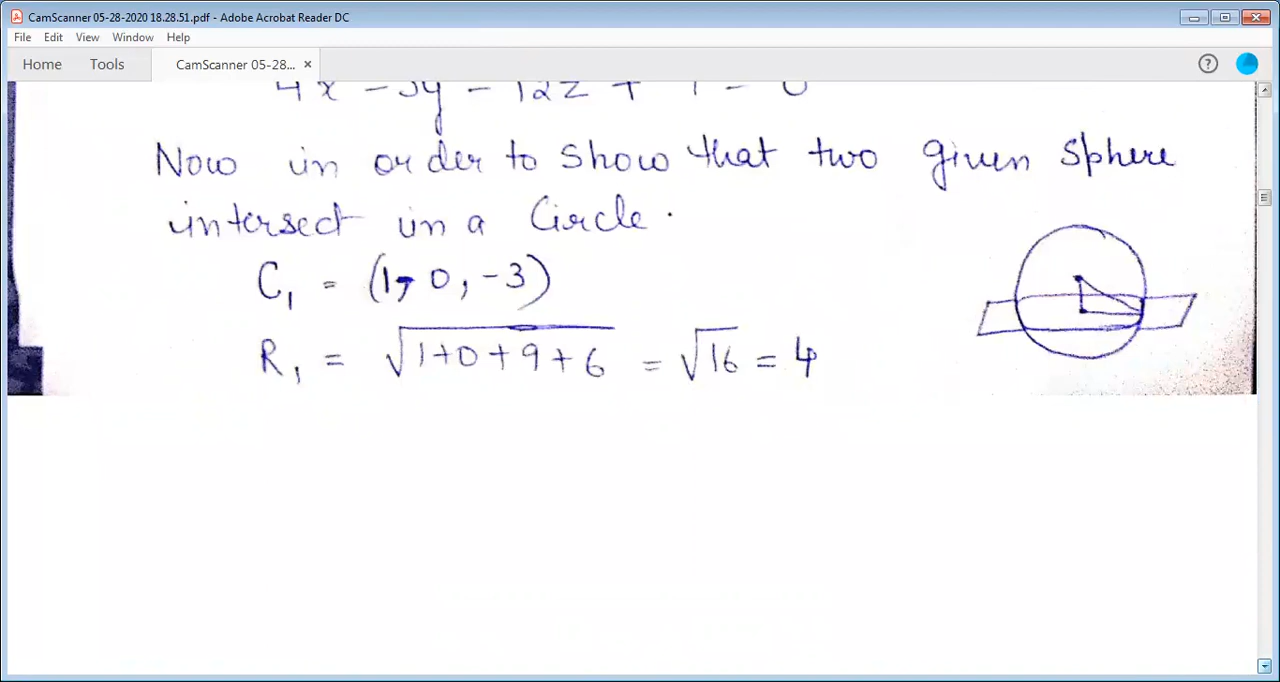 CamScanner 05-28-2020 18.28.51.pdf - Adobe Acrobat Reader DC
File Edit View Window Help
Home Tools CamScanner 05-28... ×
Now in order to show that two given sphere
intersect in a Circle.
C₁ = (1, 0, -3)
R₁ = √1+0+9+6 = √16 = 4